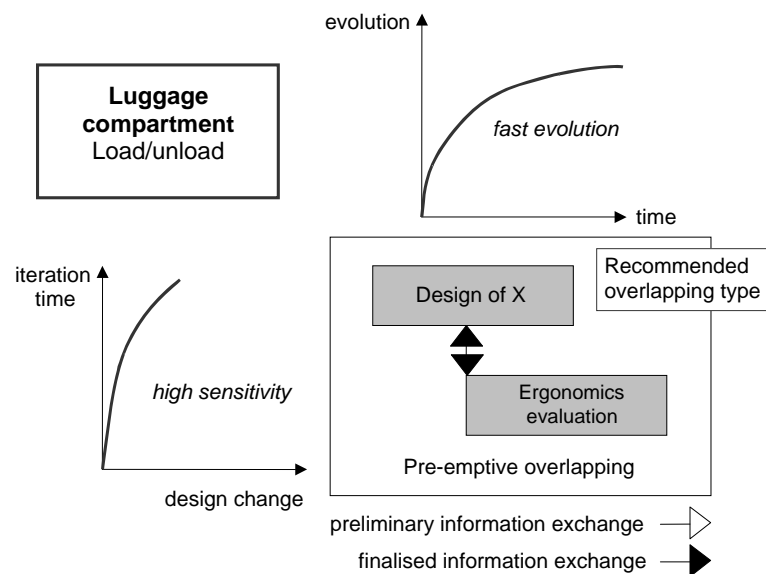 evolution
Luggage
compartment
Load/unload
fast evolution
time
iteration
time
high sensitivity
design change
Recommended
overlapping type
Design of X
Ergonomics
evaluation
Pre-emptive overlapping
preliminary information exchange
finalised information exchange